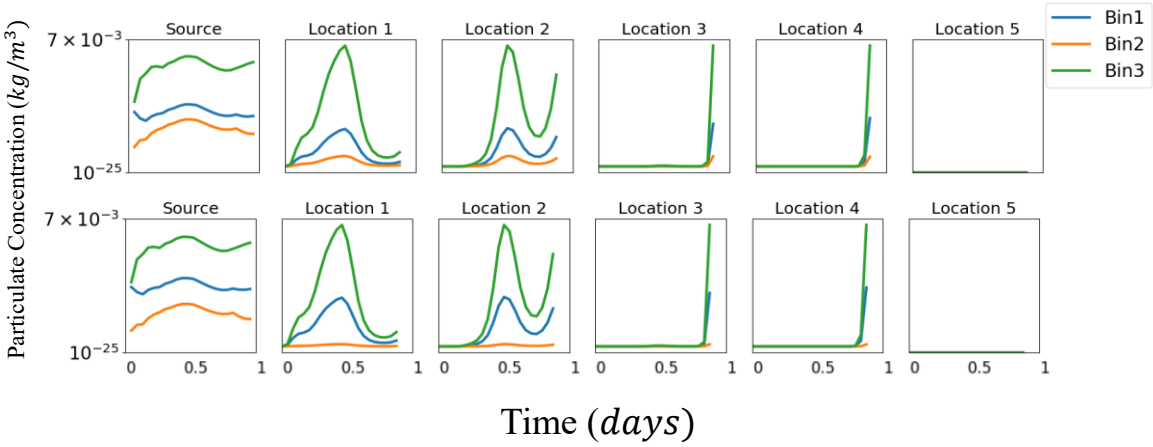 Particulate Concentration (kg/m³)
Source
Location 1
Location 2
Location 3
Location 4
Location 5
Bin1
Bin2
Bin3
7 × 10⁻³
10⁻²⁵
Source
Location 1
Location 2
Location 3
Location 4
Location 5
7 × 10⁻³
10⁻²⁵
0 0.5 1
0 0.5 1
0 0.5 1
0 0.5 1
0 0.5 1
0 0.5 1
Time (days)